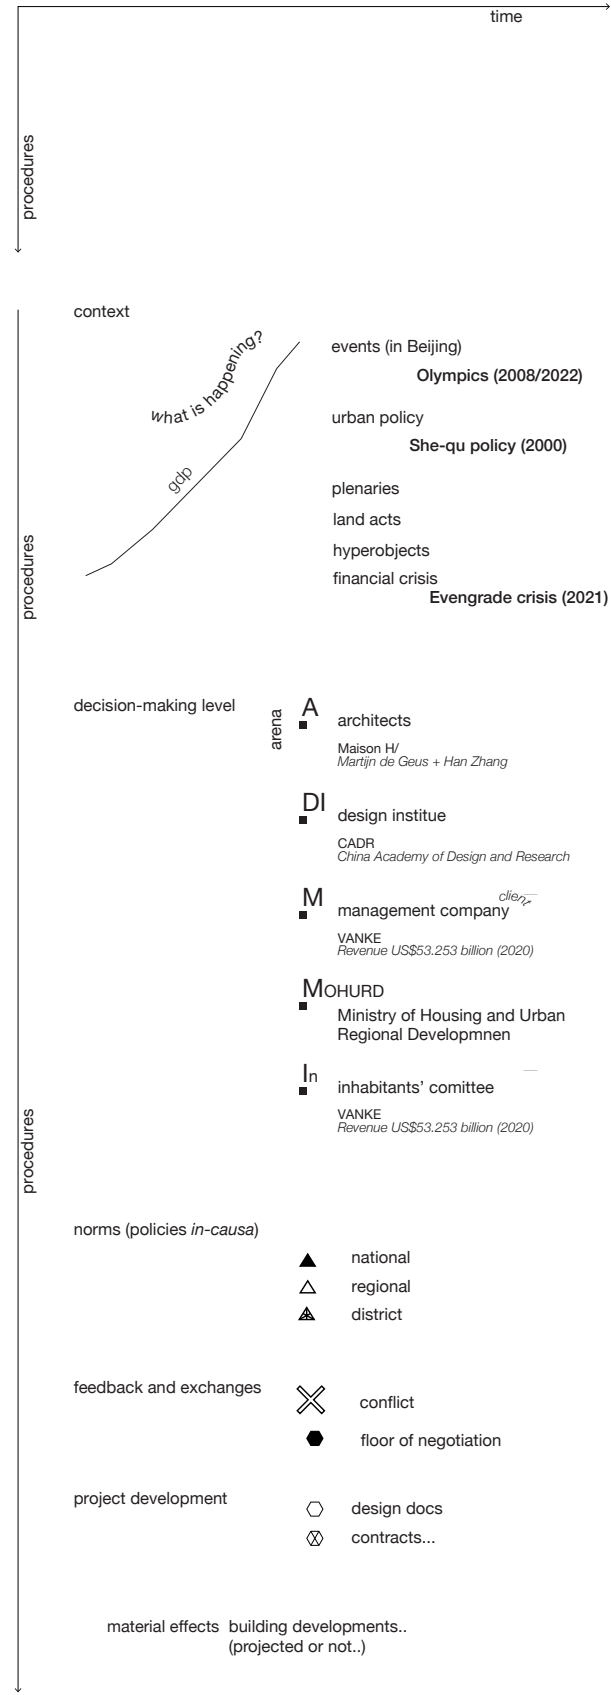 time
procedures
context
what is happening?
gdp
events (in Beijing)
Olympics (2008/2022)
urban policy
She-qu policy (2000)
plenaries
land acts
hyperobjects
financial crisis
Evengrade crisis (2021)
procedures
decision-making level
arena
A
architects
Maison H/
Martijn de Geus + Han Zhang
DI
design institue
CADR
China Academy of Design and Research
M
client
management company
VANKE
Revenue US$53.253 billion (2020)
MOHURD
Ministry of Housing and Urban
Regional Developmnen
In
inhabitants' comittee
VANKE
Revenue US$53.253 billion (2020)
procedures
norms (policies in-causa)
national
regional
district
feedback and exchanges
conflict
floor of negotiation
project development
design docs
contracts...
material effects building developments..
(projected or not..)